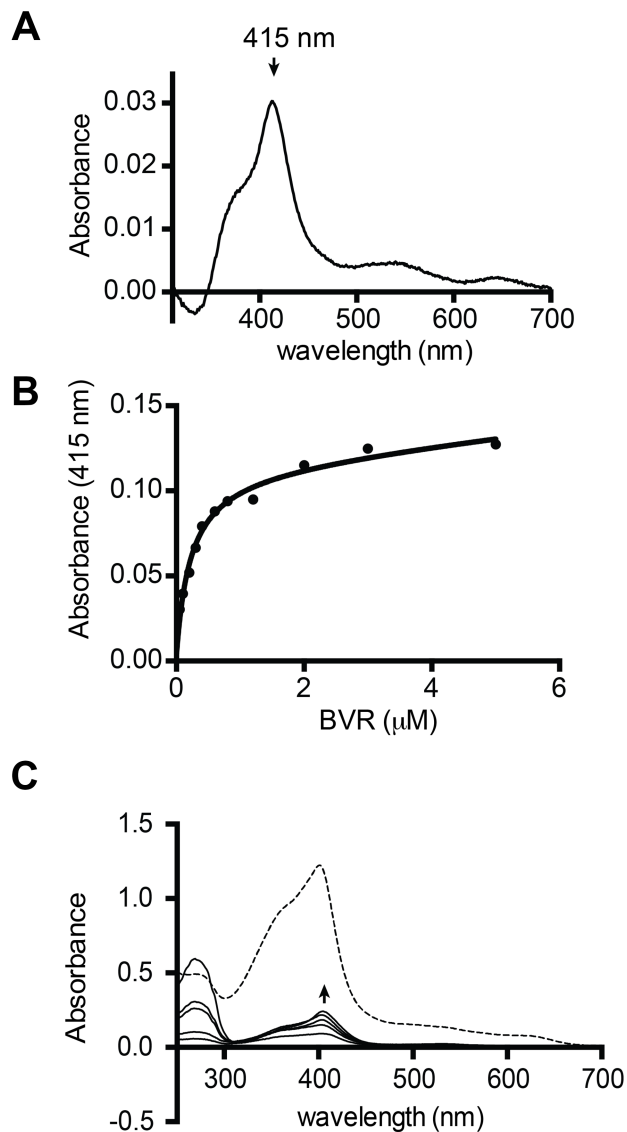 A
415 nm
0.03
0.02
0.01
0.00
Absorbance
400 500 600 700
wavelength (nm)
B
0.15
0.10
0.05
0.00
Absorbance (415 nm)
0 2 4 6
BVR (μM)
C
1.5
1.0
0.5
0.0
-0.5
Absorbance
300 400 500 600 700
wavelength (nm)